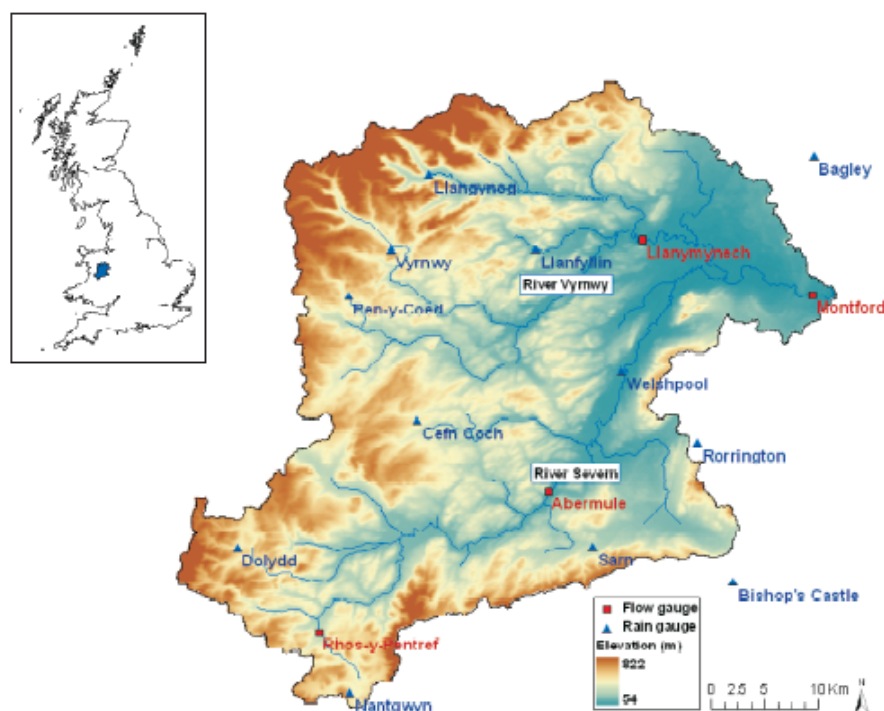 Bagley
Llangynog
Llanymynech
Vyrnwy
Llanfyllin
River Vyrnwy
Pen-y-Coed
Montford
Welshpool
Cefn Coch
Rorrington
River Severn
Abermule
Dolydd
Sarn
Bishop's Castle
Flow gauge
Rain gauge
Elevation (m)
822
54
Rhos-y-Pentref
Nantgwyn
0 2.5 5 10 Km
N